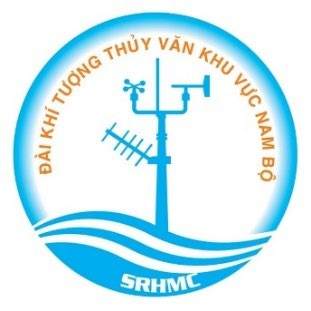 ĐÀI KHÍ TƯỢNG THỦY VĂN KHU VỰC NAM BỘ
SRHMC